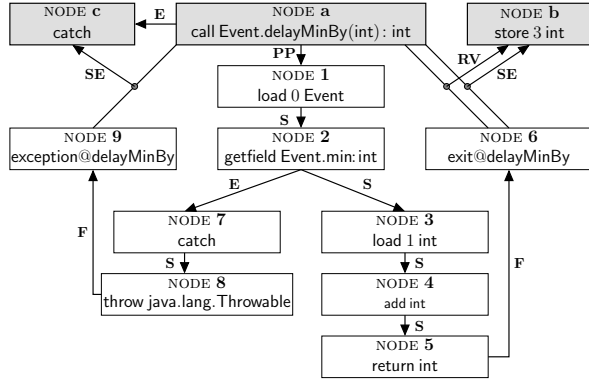 NODE c
catch
E
NODE a
call Event.delayMinBy(int): int
NODE b
store 3 int
SE
PP
RV
SE
NODE 1
load 0 Event
S
NODE 9
exception@delayMinBy
NODE 2
getfield Event.min: int
NODE 6
exit@delayMinBy
E
S
F
NODE 7
catch
NODE 3
load 1 int
F
S
S
NODE 8
throw java.lang.Throwable
NODE 4
add int
S
NODE 5
return int